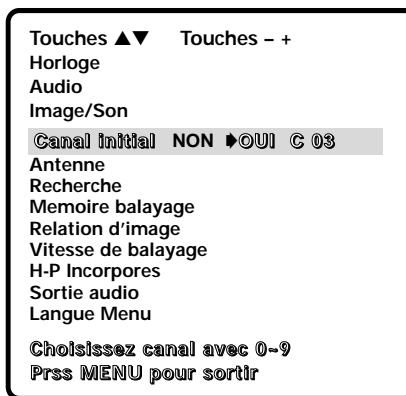 Touches ▲▼ Touches – +
Horloge
Audio
Image/Son
Canal initial NON ➧OUI C 03
Antenne
Recherche
Memoire balayage
Relation d'image
Vitesse de balayage
H-P Incorpores
Sortie audio
Langue Menu
Choisissez canal avec 0~9
Prss MENU pour sortir